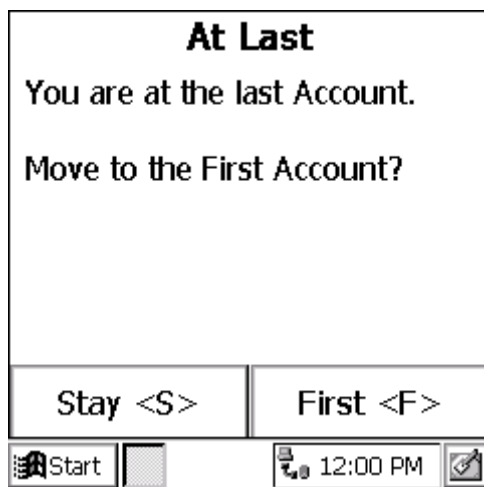 At Last
You are at the last Account.
Move to the First Account?
Stay <S> First <F>
Start 12:00 PM